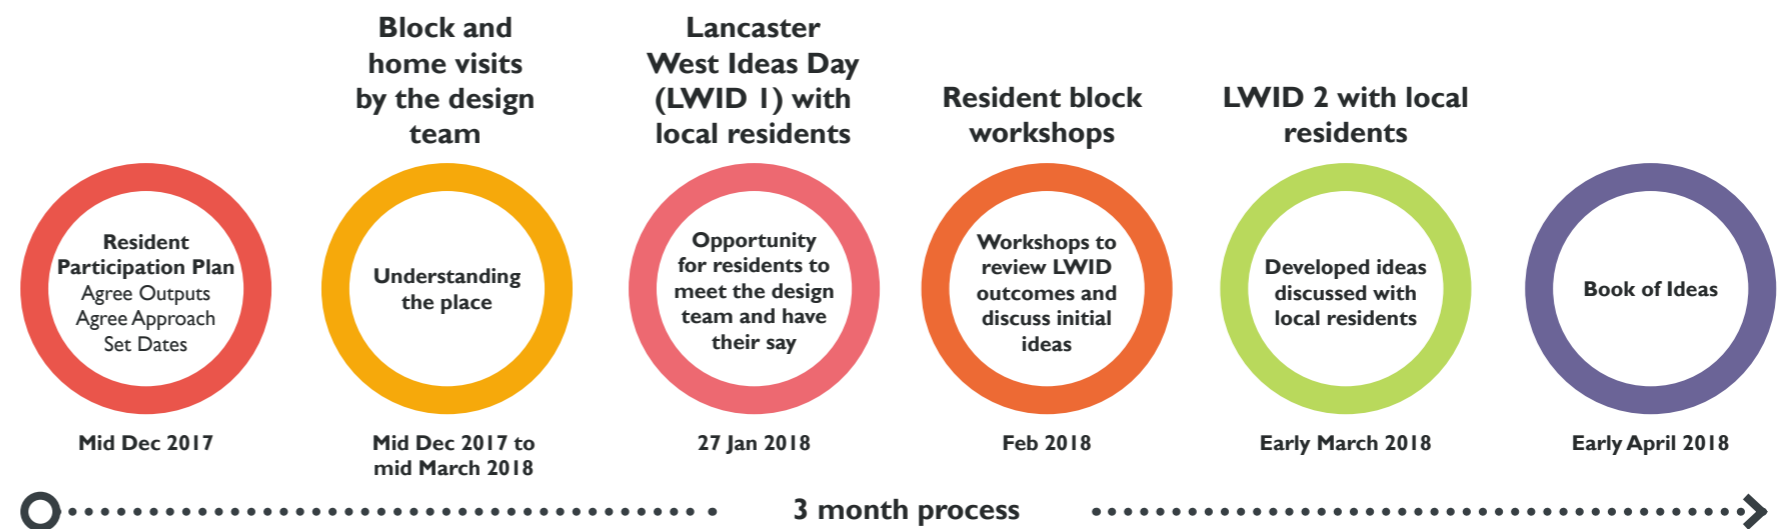 Block and
home visits
by the design
team
Lancaster
West Ideas Day
(LWID 1) with
local residents
Resident block
workshops
LWID 2 with local
residents
Resident
Participation Plan
Agree Outputs
Agree Approach
Set Dates
Understanding
the place
Opportunity
for residents to
meet the design
team and have
their say
Workshops to
review LWID
outcomes and
discuss initial
ideas
Developed ideas
discussed with
local residents
Book of Ideas
Mid Dec 2017
Mid Dec 2017 to
mid March 2018
27 Jan 2018
Feb 2018
Early March 2018
Early April 2018
3 month process